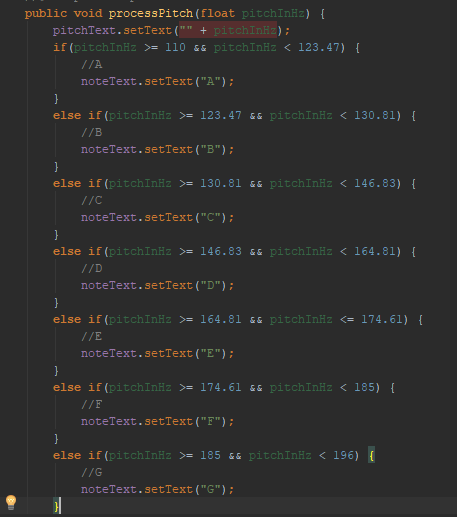 public void processPitch(float pitchInHz) {
pitchText.setText("" + pitchInHz);
if(pitchInHz >= 110 && pitchInHz < 123.47) {
//A
noteText.setText("A");
}
else if(pitchInHz >= 123.47 && pitchInHz < 130.81) {
//B
noteText.setText("B");
}
else if(pitchInHz >= 130.81 && pitchInHz < 146.83) {
//C
noteText.setText("C");
}
else if(pitchInHz >= 146.83 && pitchInHz < 164.81) {
//D
noteText.setText("D");
}
else if(pitchInHz >= 164.81 && pitchInHz <= 174.61) {
//E
noteText.setText("E");
}
else if(pitchInHz >= 174.61 && pitchInHz < 185) {
//F
noteText.setText("F");
}
else if(pitchInHz >= 185 && pitchInHz < 196) {
//G
noteText.setText("G");
}